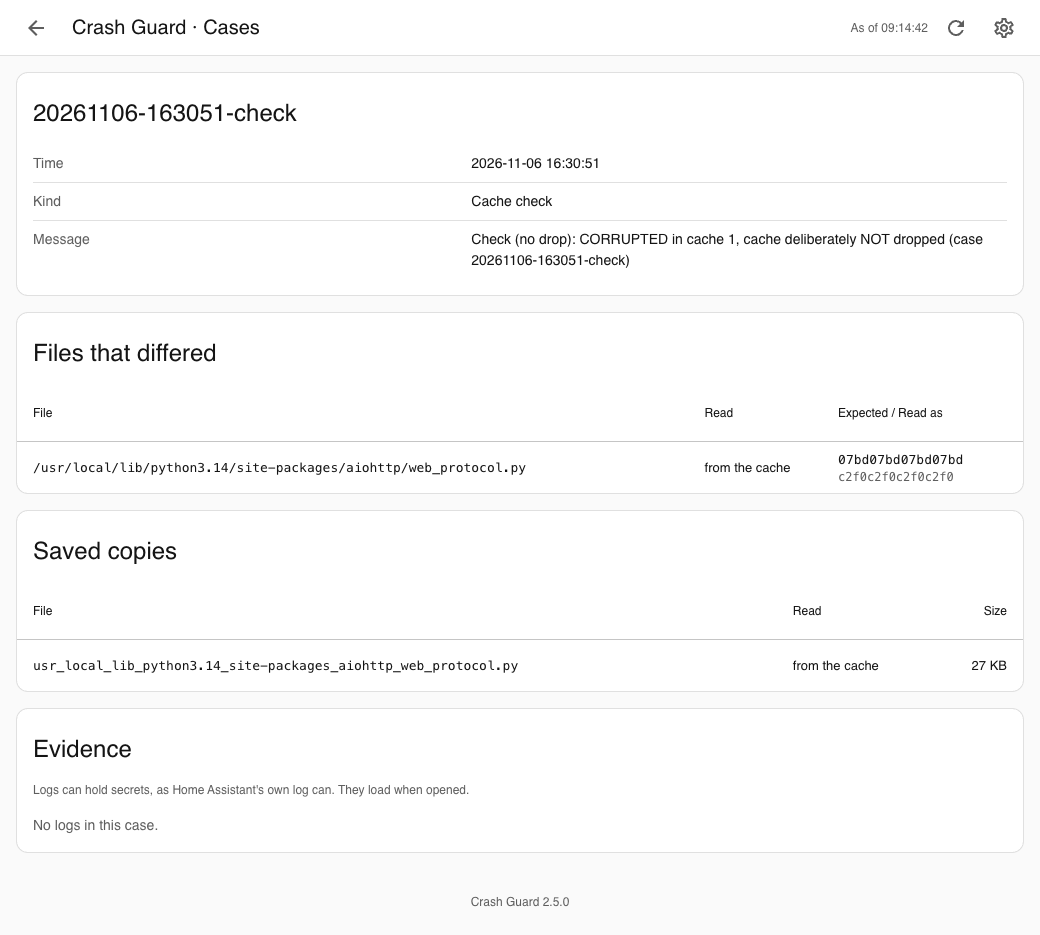 Crash Guard · Cases
As of 09:14:42
20261106-163051-check
Time
2026-11-06 16:30:51
Kind
Cache check
Message
Check (no drop): CORRUPTED in cache 1, cache deliberately NOT dropped (case
20261106-163051-check)
Files that differed
File Read Expected / Read as
/usr/local/lib/python3.14/site-packages/aiohttp/web_protocol.py from the cache 07bd07bd07bd07bd
c2f0c2f0c2f0c2f0
Saved copies
File Read Size
usr_local_lib_python3.14_site-packages_aiohttp_web_protocol.py from the cache 27 KB
Evidence
Logs can hold secrets, as Home Assistant's own log can. They load when opened.
No logs in this case.
Crash Guard 2.5.0